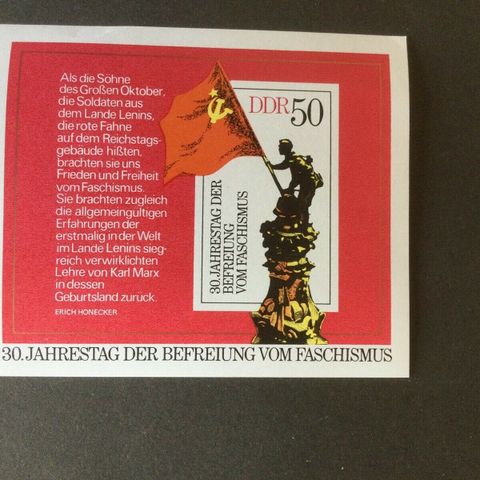 Als die Söhne
des Großen Oktober,
die Soldaten aus
dem Lande Lenins,
die rote Fahne
auf dem Reichstags-
gebäude hißten,
brachten sie uns
Frieden und Freiheit
vom Faschismus.
Sie brachten zugleich
die allgemeingültigen
Erfahrungen der
erstmalig in der Welt
im Lande Lenins sieg-
reich verwirklichten
Lehre von Karl Marx
in dessen
Geburtsland zurück.
ERICH HONECKER
DDR 50
30. JAHRESTAG DER
BEFREIUNG
VOM FASCHISMUS
30. JAHRESTAG DER BEFREIUNG VOM FASCHISMUS